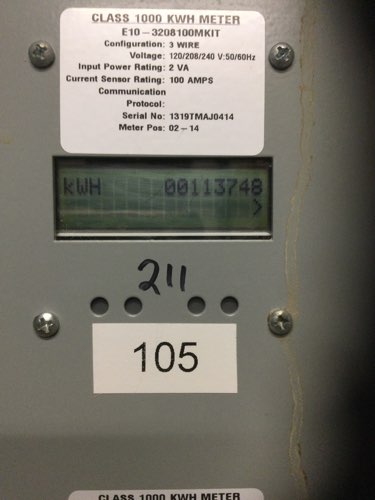 CLASS 1000 KWH METER
E10-3208100MKIT
Configuration: 3 WIRE
Voltage: 120/208/240 V:50/60Hz
Input Power Rating: 2 VA
Current Sensor Rating: 100 AMPS
Communication
Protocol:
Serial No: 1319TMAJ0414
Meter Pos: 02-14
kWH 00113748
>
211
105
CLASS 1000 KWH METER